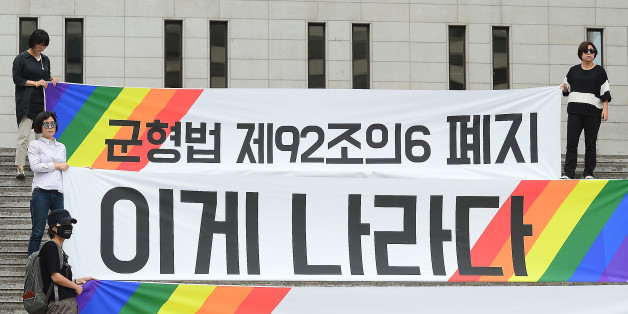 군형법 제92조의6 폐지
이게 나라다